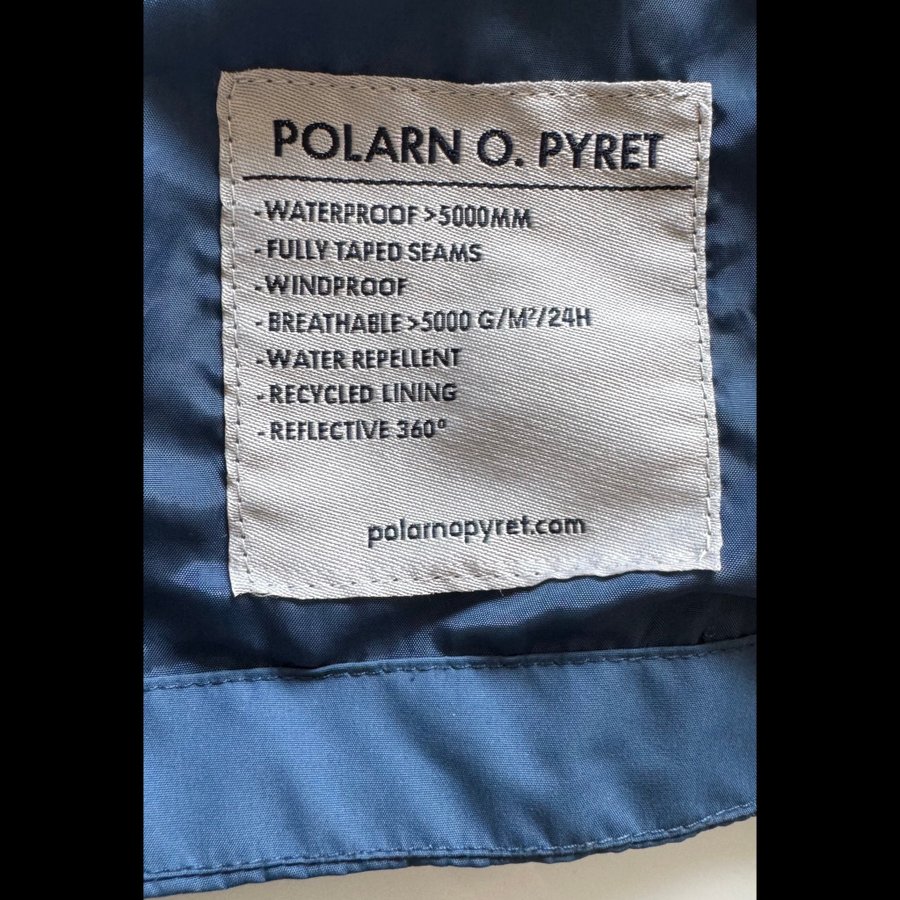 POLARN O. PYRET
- WATERPROOF >5000MM
- FULLY TAPED SEAMS
- WINDPROOF
- BREATHABLE >5000 G/M²/24H
- WATER REPELLENT
- RECYCLED LINING
- REFLECTIVE 360°
polarnopyret.com